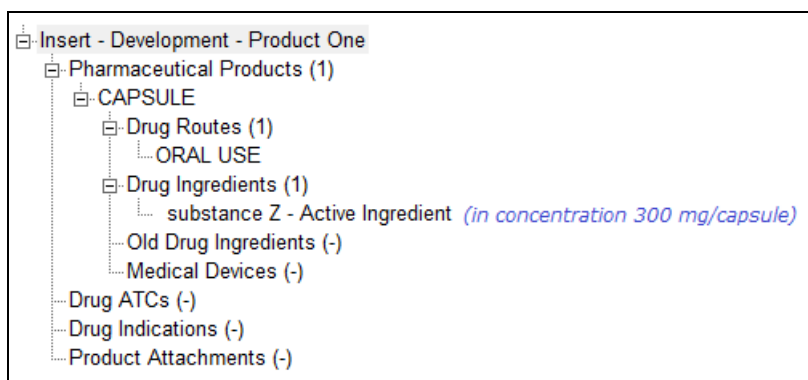 Insert - Development - Product One
Pharmaceutical Products (1)
CAPSULE
Drug Routes (1)
ORAL USE
Drug Ingredients (1)
substance Z - Active Ingredient (in concentration 300 mg/capsule)
Old Drug Ingredients (-)
Medical Devices (-)
Drug ATCs (-)
Drug Indications (-)
Product Attachments (-)